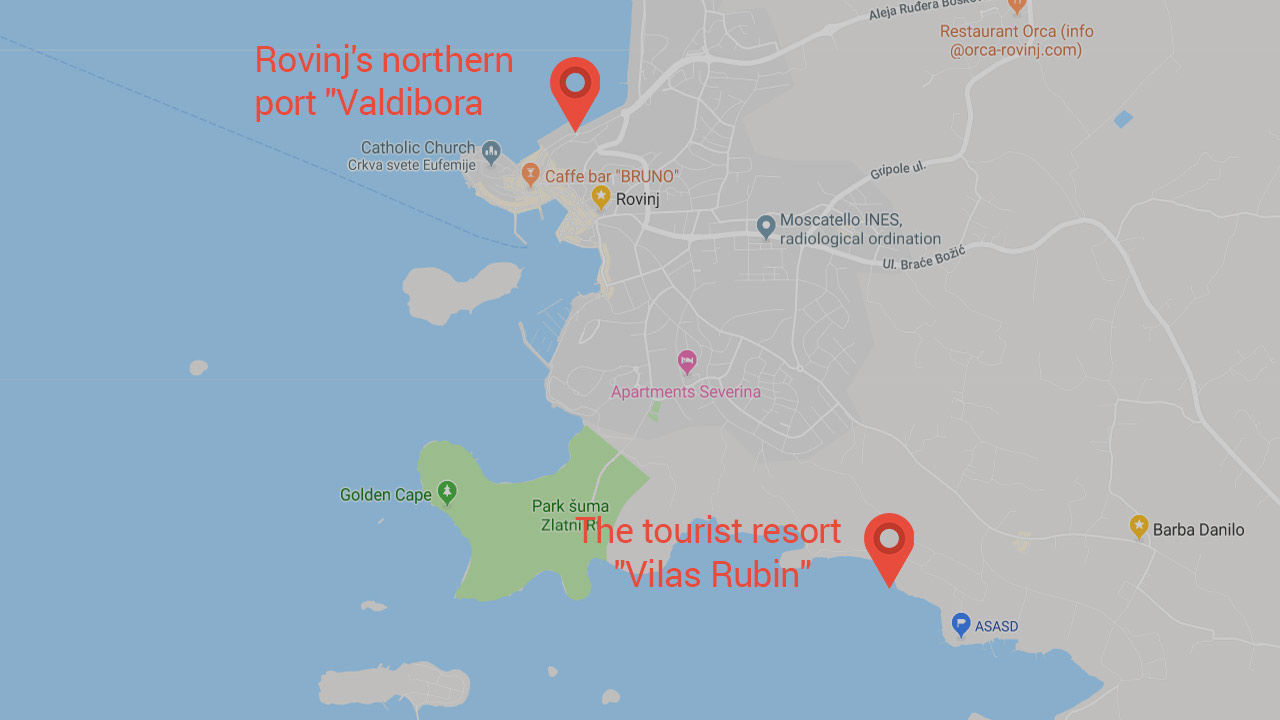 Aleja Ruđera Boškov
Restaurant Orca (info
@orca-rovinj.com)
Rovinj's northern
port "Valdibora
Catholic Church
Crkva svete Eufemije
Caffe bar "BRUNO"
Rovinj
Gripole ul.
Moscatello INES,
radiological ordination
Ul. Braće Božić
Apartments Severina
Golden Cape
Park šuma
Zlatni Rt
The tourist resort
"Vilas Rubin"
Barba Danilo
ASASD